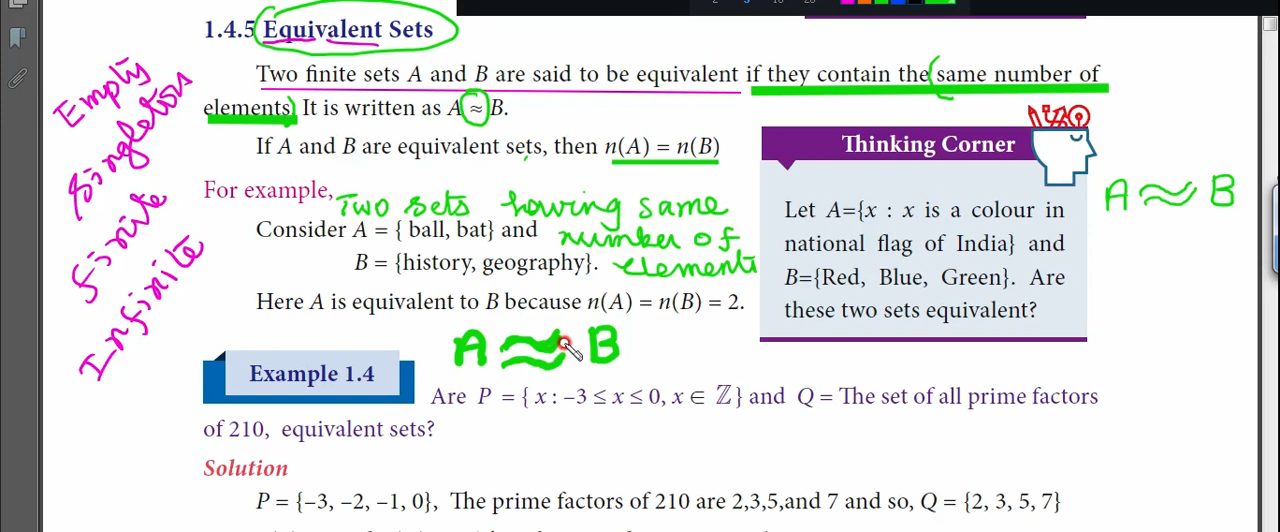 1.4.5 Equivalent Sets
Two finite sets A and B are said to be equivalent if they contain the same number of
elements. It is written as A ≈ B.
If A and B are equivalent sets, then n(A) = n(B)
For example,
Two sets having same
number of
elements
Consider A = { ball, bat} and
B = {history, geography}.
Here A is equivalent to B because n(A) = n(B) = 2.
A ≈ B
Empty
Singleton
Finite
Infinite
Thinking Corner
Let A={x : x is a colour in
national flag of India} and
B={Red, Blue, Green}. Are
these two sets equivalent?
A ≈ B
Example 1.4
Are P = { x : –3 ≤ x ≤ 0, x ∈ ℤ} and Q = The set of all prime factors
of 210, equivalent sets?
Solution
P = {–3, –2, –1, 0}, The prime factors of 210 are 2,3,5,and 7 and so, Q = {2, 3, 5, 7}